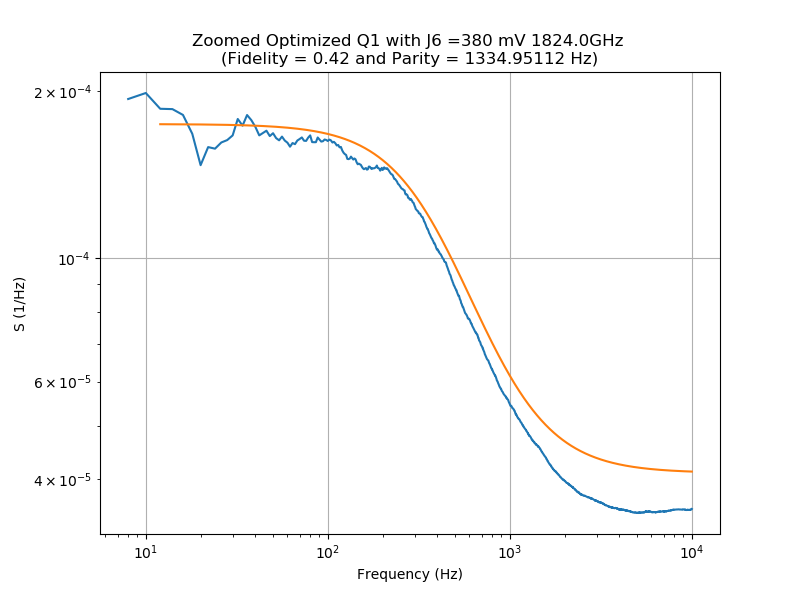 Zoomed Optimized Q1 with J6 =380 mV 1824.0GHz
(Fidelity = 0.42 and Parity = 1334.95112 Hz)
2 × 10⁻⁴
10⁻⁴
6 × 10⁻⁵
4 × 10⁻⁵
S (1/Hz)
10¹ 10² 10³ 10⁴
Frequency (Hz)